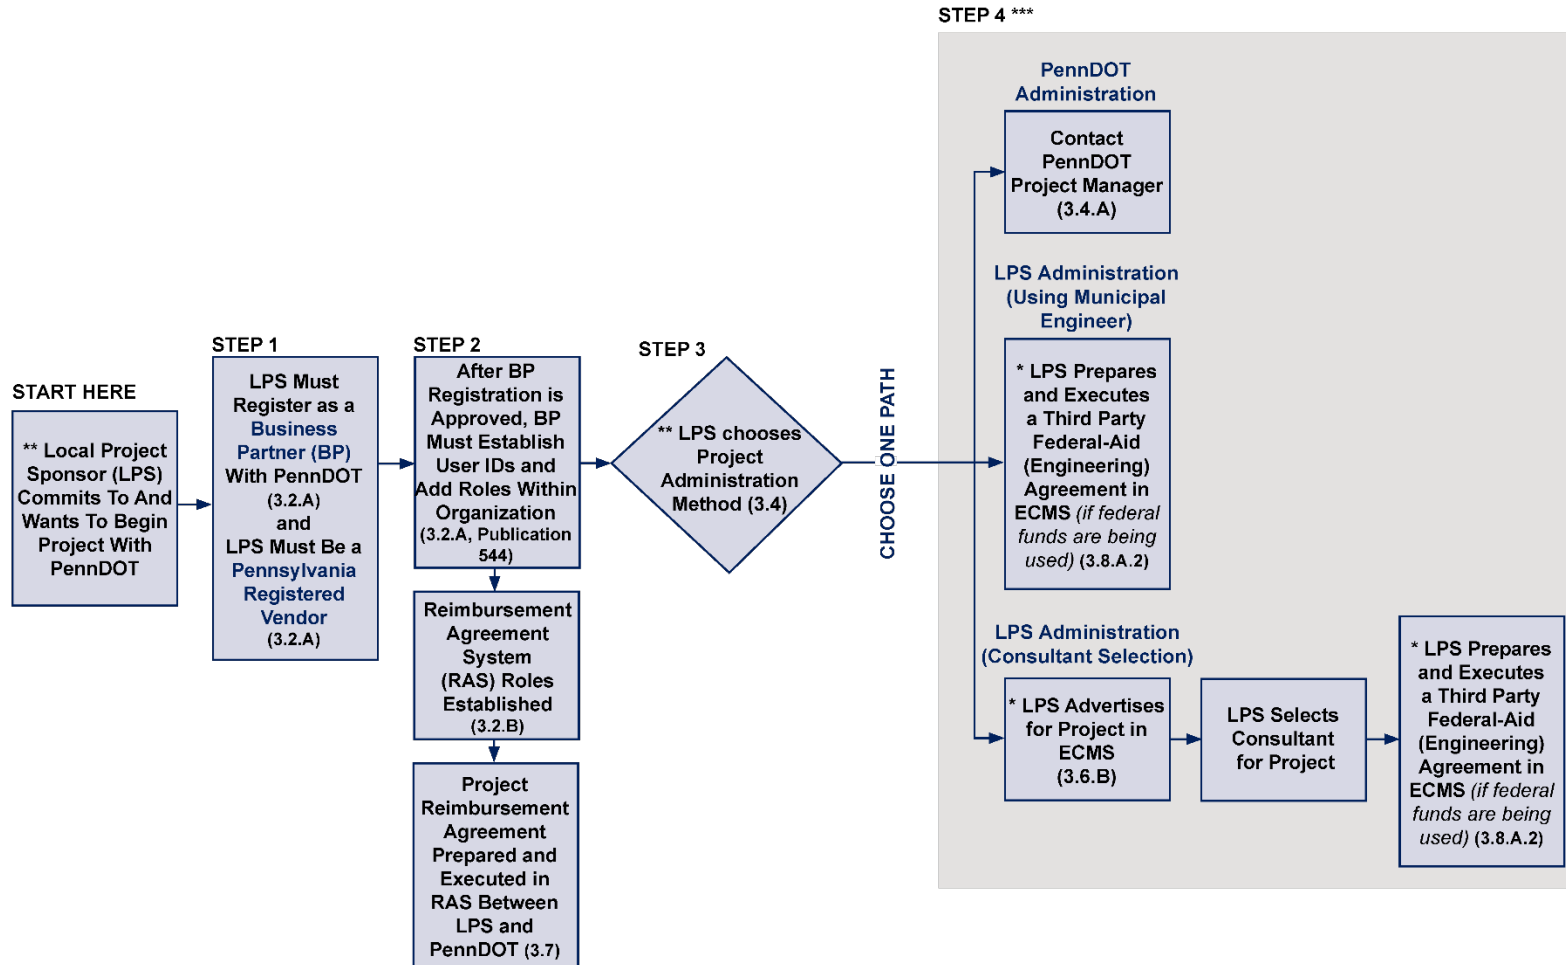 START HERE
** Local Project
Sponsor (LPS)
Commits To And
Wants To Begin
Project With
PennDOT
STEP 1
LPS Must
Register as a
Business
Partner (BP)
With PennDOT
(3.2.A)
and
LPS Must Be a
Pennsylvania
Registered
Vendor
(3.2.A)
STEP 2
After BP
Registration is
Approved, BP
Must Establish
User IDs and
Add Roles Within
Organization
(3.2.A, Publication
544)
Reimbursement
Agreement
System
(RAS) Roles
Established
(3.2.B)
Project
Reimbursement
Agreement
Prepared and
Executed in
RAS Between
LPS and
PennDOT (3.7)
STEP 3
** LPS chooses
Project
Administration
Method (3.4)
CHOOSE ONE PATH
STEP 4 ***
PennDOT
Administration
Contact
PennDOT
Project Manager
(3.4.A)
LPS Administration
(Using Municipal
Engineer)
* LPS Prepares
and Executes
a Third Party
Federal-Aid
(Engineering)
Agreement in
ECMS (if federal
funds are being
used) (3.8.A.2)
LPS Administration
(Consultant Selection)
* LPS Advertises
for Project in
ECMS
(3.6.B)
LPS Selects
Consultant
for Project
* LPS Prepares
and Executes
a Third Party
Federal-Aid
(Engineering)
Agreement in
ECMS (if federal
funds are being
used) (3.8.A.2)